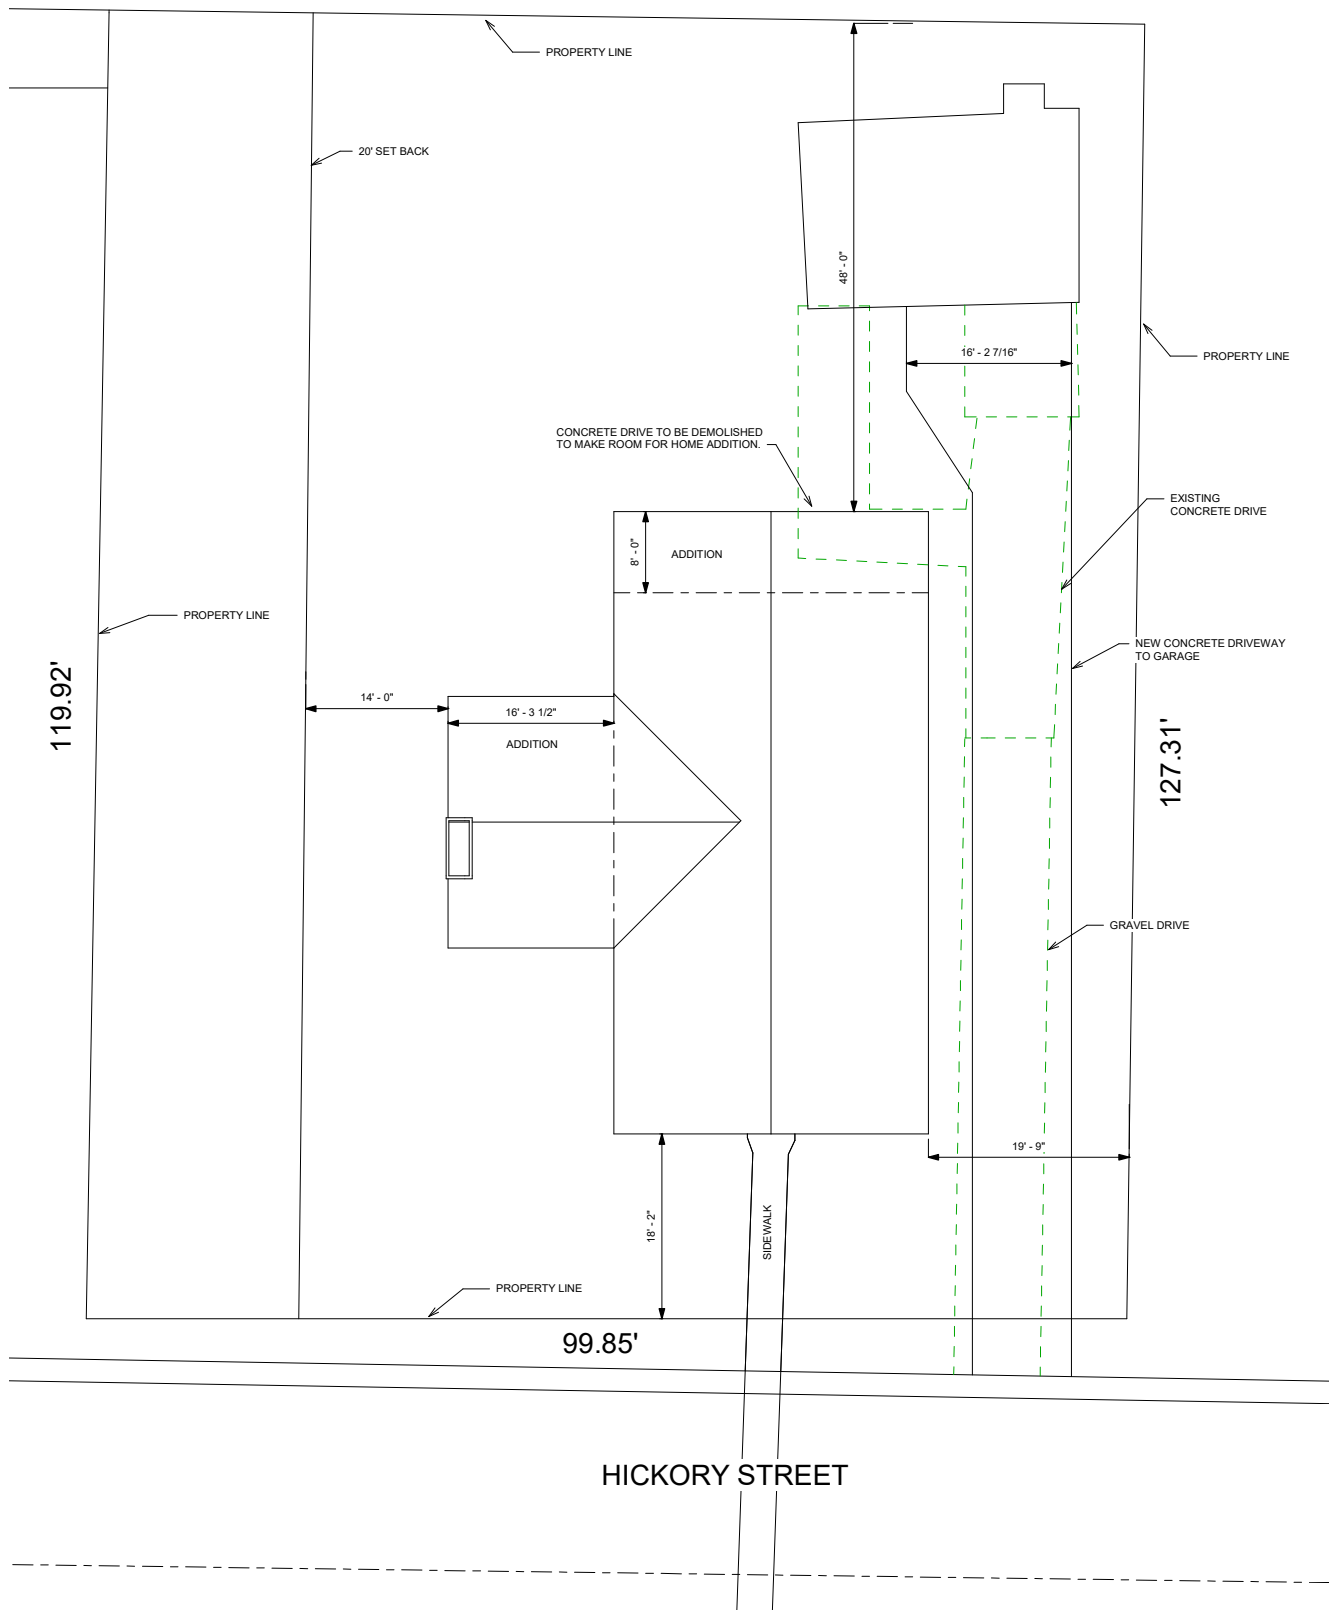 PROPERTY LINE
20' SET BACK
48' - 0"
16' - 2 7/16"
PROPERTY LINE
CONCRETE DRIVE TO BE DEMOLISHED
TO MAKE ROOM FOR HOME ADDITION.
EXISTING
CONCRETE DRIVE
8' - 0"
ADDITION
PROPERTY LINE
NEW CONCRETE DRIVEWAY
TO GARAGE
119.92'
14' - 0"
16' - 3 1/2"
ADDITION
127.31'
GRAVEL DRIVE
19' - 9"
18' - 2"
SIDEWALK
PROPERTY LINE
99.85'
HICKORY STREET